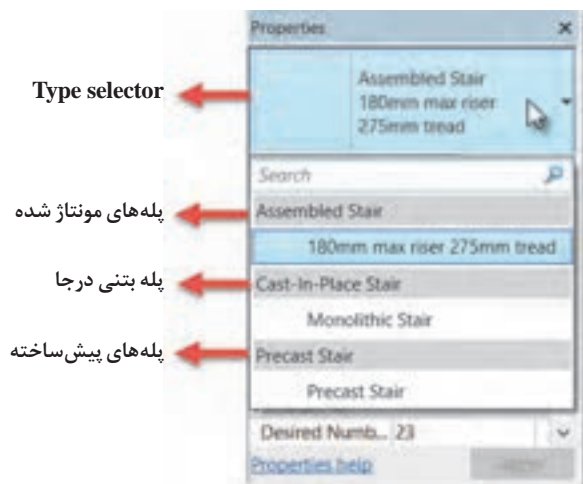 Properties
Type selector
Assembled Stair
180mm max riser
275mm tread
Search
پله‌های مونتاژ شده
Assembled Stair
180mm max riser 275mm tread
پله بتنی درجا
Cast-In-Place Stair
Monolithic Stair
پله‌های پیش‌ساخته
Precast Stair
Precast Stair
Desired Numb... 23
Properties help